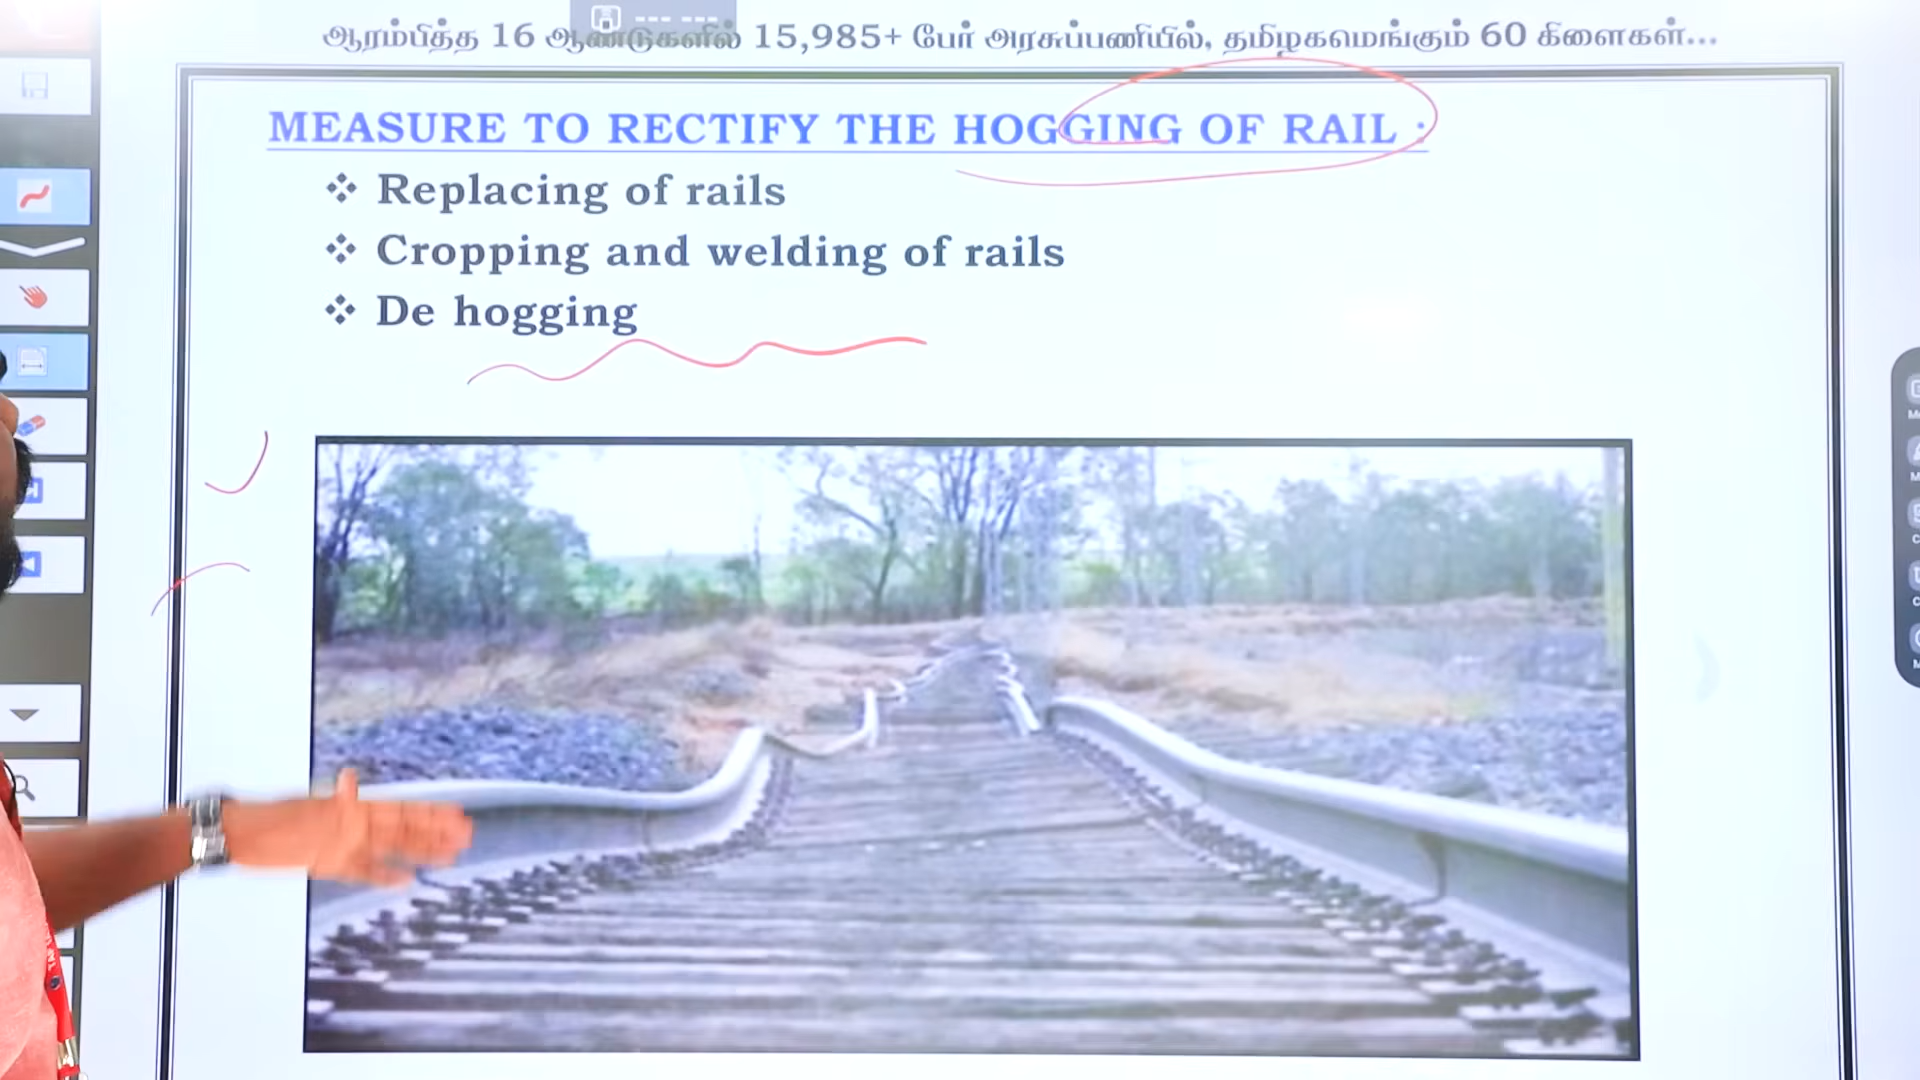 ஆரம்பித்த 16 ஆண்டுகளில் 15,985+ பேர் அரசுப்பணியில், தமிழகமெங்கும் 60 கிளைகள்...
MEASURE TO RECTIFY THE HOGGING OF RAIL :
❖ Replacing of rails
❖ Cropping and welding of rails
❖ De hogging